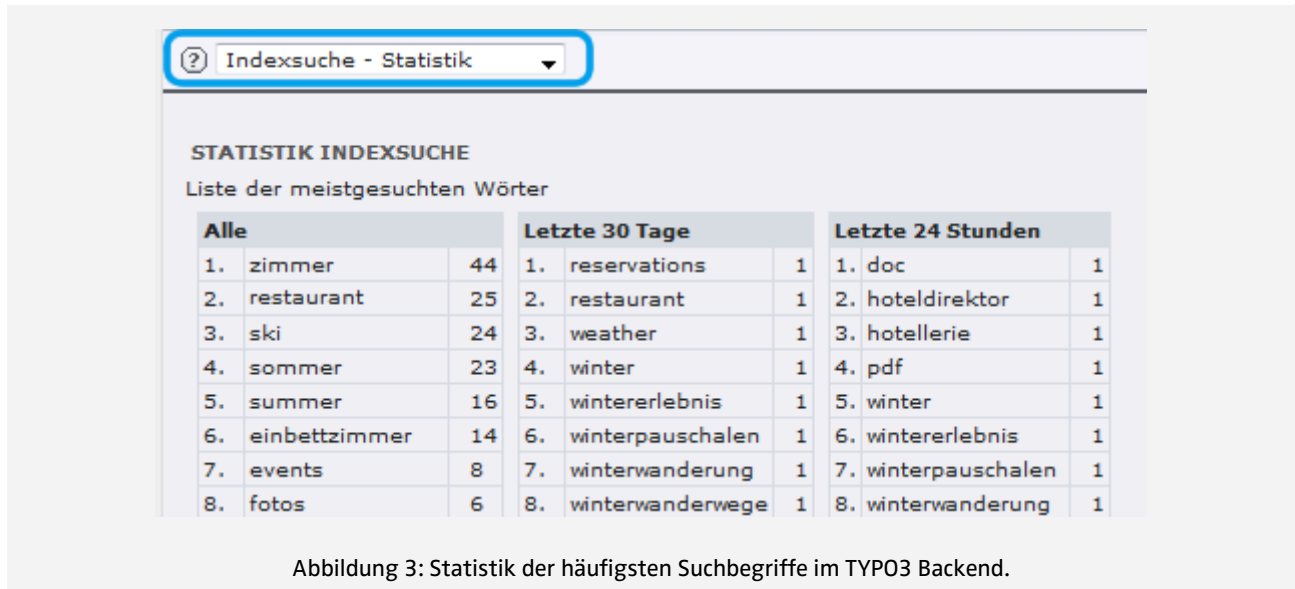 ? Indexsuche - Statistik
STATISTIK INDEXSUCHE
Liste der meistgesuchten Wörter
Alle Letzte 30 Tage Letzte 24 Stunden
1. zimmer 44 1. reservations 1 1. doc 1
2. restaurant 25 2. restaurant 1 2. hoteldirektor 1
3. ski 24 3. weather 1 3. hotellerie 1
4. sommer 23 4. winter 1 4. pdf 1
5. summer 16 5. wintererlebnis 1 5. winter 1
6. einbettzimmer 14 6. winterpauschalen 1 6. wintererlebnis 1
7. events 8 7. winterwanderung 1 7. winterpauschalen 1
8. fotos 6 8. winterwanderwege 1 8. winterwanderung 1
Abbildung 3: Statistik der häufigsten Suchbegriffe im TYPO3 Backend.